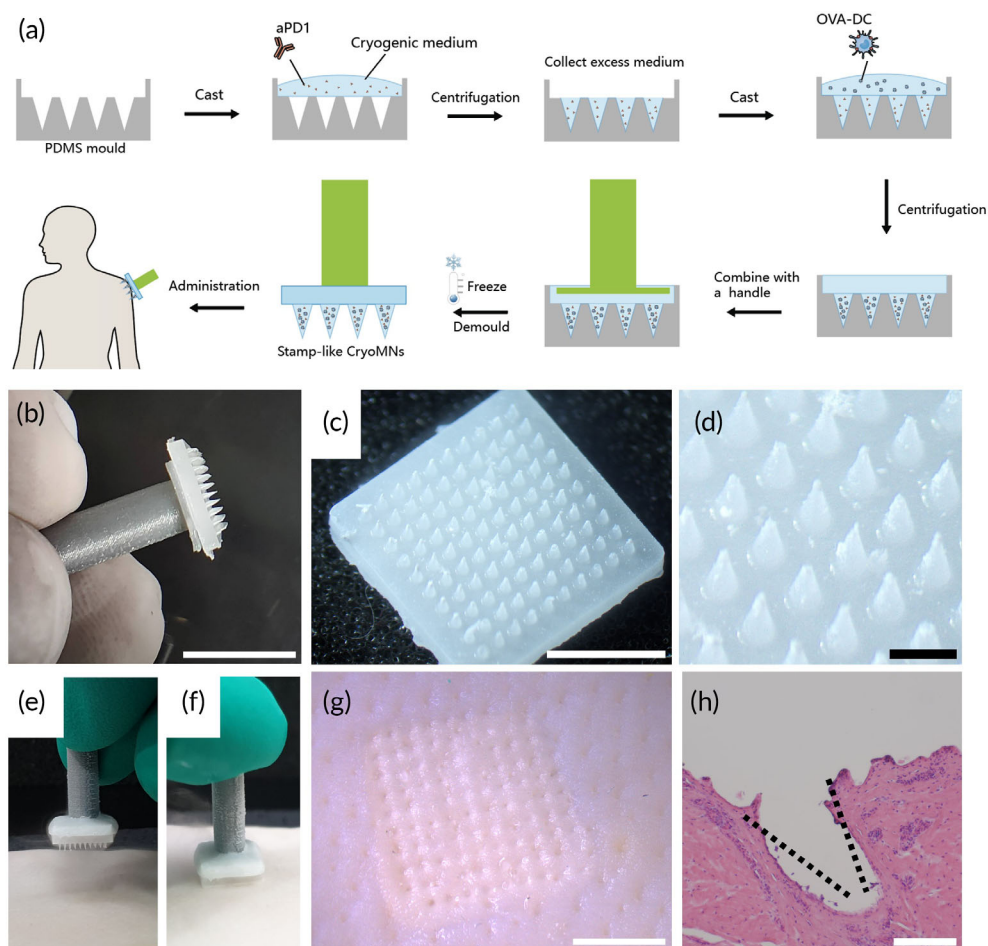 (a)
aPD1
Cryogenic medium
OVA-DC
Collect excess medium
Cast
Centrifugation
Cast
PDMS mould
Centrifugation
Administration
Freeze
Demould
Combine with
a handle
Stamp-like CryoMNs
(b)
(c)
(d)
(e)
(f)
(g)
(h)